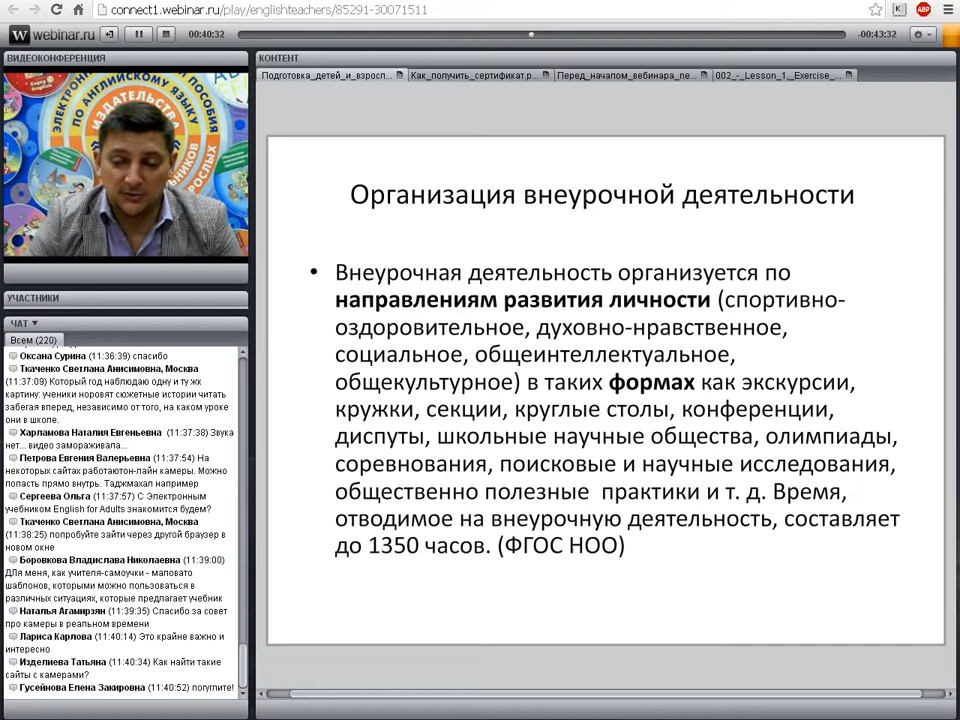 connect1.webinar.ru/play/englishteachers/85291-30071511
K
ABP
W webinar.ru
00:40:32
-00:43:32
ВИДЕОКОНФЕРЕНЦИЯ
ЭЛЕКТРОННЫЕ ПОСОБИЯ
ПО АНГЛИЙСКОМУ ЯЗЫКУ
ИЗДАТЕЛЬСТВА
УЧАСТНИКИ
ЧАТ
Всем (220)
Оксана Сурина (11:36:39) спасибо
Ткаченко Светлана Анисимовна, Москва
(11:37:09) Который год наблюдаю одну и ту жк
картину: ученики норовят сюжетные истории читать
забегая вперед, независимо от того, на каком уроке
они в школе.
Харламова Наталия Евгеньевна (11:37:38) Звука
нет... видео замораживала...
Петрова Евгения Валерьевна (11:37:54) На
некоторых сайтах работаютон-лайн камеры. Можно
попасть прямо внутрь. Таджмахал например
Сергеева Ольга (11:37:57) С Электронным
учебником English for Adults знакомится будем?
Ткаченко Светлана Анисимовна, Москва
(11:38:25) попробуйте зайти через другой браузер в
новом окне
Боровкова Владислава Николаевна (11:39:00)
ДЛя меня, как учителя-самоучки - маловато
шаблонов, которыми можно пользоваться в
различных ситуациях, которые предлагает учебник
Наталья Агамирзян (11:39:35) Спасибо за совет
про камеры в реальном времени
Лариса Карлова (11:40:14) Это крайне важно и
интересно
Изделиева Татьяна (11:40:34) Как найти такие
сайты с камерами?
Гусейнова Елена Закировна (11:40:52) погуглите!
КОНТЕНТ
Подготовка_детей_и_взросл...
Как_получить_сертификат.p...
Перед_началом_вебинара_пе...
002_-_Lesson_1,_Exercise_...
Организация внеурочной деятельности
• Внеурочная деятельность организуется по
направлениям развития личности (спортивно-
оздоровительное, духовно-нравственное,
социальное, общеинтеллектуальное,
общекультурное) в таких формах как экскурсии,
кружки, секции, круглые столы, конференции,
диспуты, школьные научные общества, олимпиады,
соревнования, поисковые и научные исследования,
общественно полезные практики и т. д. Время,
отводимое на внеурочную деятельность, составляет
до 1350 часов. (ФГОС НОО)